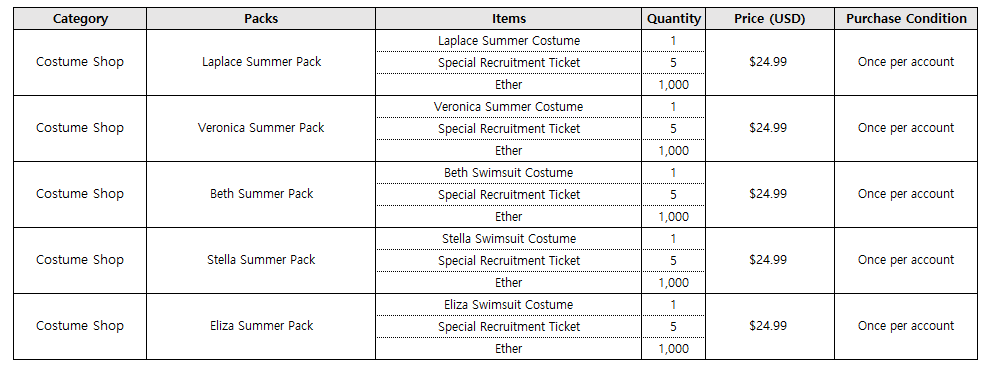 Category Packs Items Quantity Price (USD) Purchase Condition
Laplace Summer Costume 1
Costume Shop Laplace Summer Pack Special Recruitment Ticket 5 $24.99 Once per account
Ether 1,000
Veronica Summer Costume 1
Costume Shop Veronica Summer Pack Special Recruitment Ticket 5 $24.99 Once per account
Ether 1,000
Beth Swimsuit Costume 1
Costume Shop Beth Summer Pack Special Recruitment Ticket 5 $24.99 Once per account
Ether 1,000
Stella Swimsuit Costume 1
Costume Shop Stella Summer Pack Special Recruitment Ticket 5 $24.99 Once per account
Ether 1,000
Eliza Swimsuit Costume 1
Costume Shop Eliza Summer Pack Special Recruitment Ticket 5 $24.99 Once per account
Ether 1,000